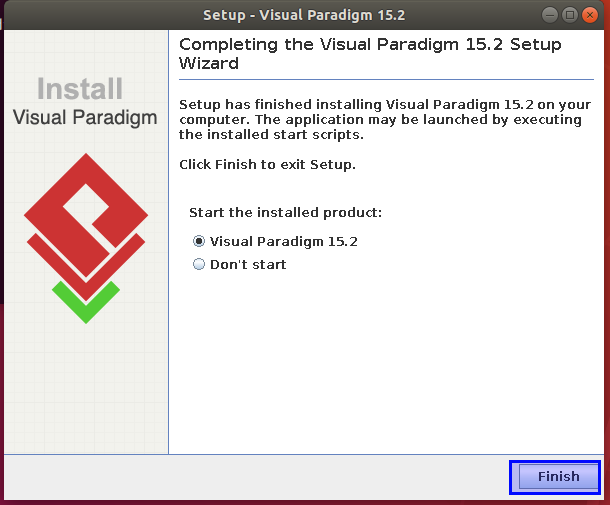 Setup - Visual Paradigm 15.2
Install
Visual Paradigm
Completing the Visual Paradigm 15.2 Setup
Wizard
Setup has finished installing Visual Paradigm 15.2 on your
computer. The application may be launched by executing
the installed start scripts.
Click Finish to exit Setup.
Start the installed product:
Visual Paradigm 15.2
Don't start
Finish